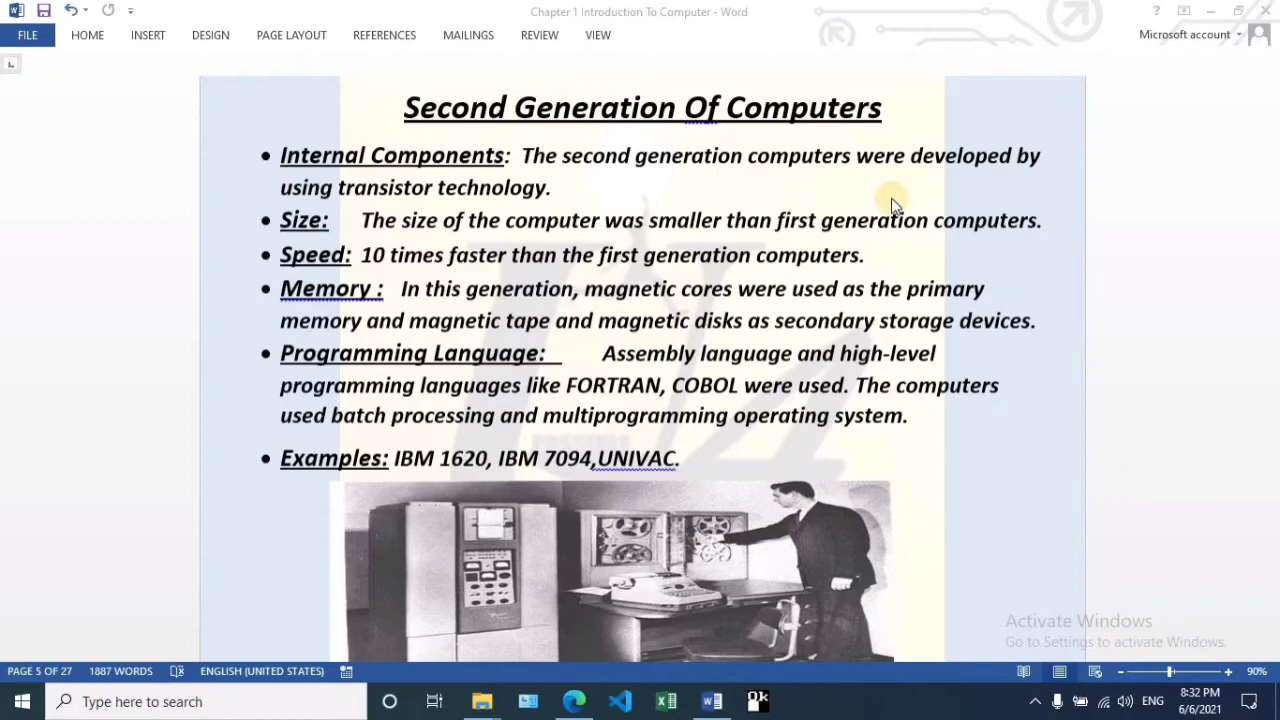 Chapter 1 Introduction To Computer - Word
FILE HOME INSERT DESIGN PAGE LAYOUT REFERENCES MAILINGS REVIEW VIEW Microsoft account
Second Generation Of Computers
• Internal Components: The second generation computers were developed by
using transistor technology.
• Size: The size of the computer was smaller than first generation computers.
• Speed: 10 times faster than the first generation computers.
• Memory : In this generation, magnetic cores were used as the primary
memory and magnetic tape and magnetic disks as secondary storage devices.
• Programming Language: Assembly language and high-level
programming languages like FORTRAN, COBOL were used. The computers
used batch processing and multiprogramming operating system.
• Examples: IBM 1620, IBM 7094,UNIVAC.
Activate Windows
Go to Settings to activate Windows.
PAGE 5 OF 27 1887 WORDS ENGLISH (UNITED STATES) 90%
Type here to search
ENG
8:32 PM
6/6/2021